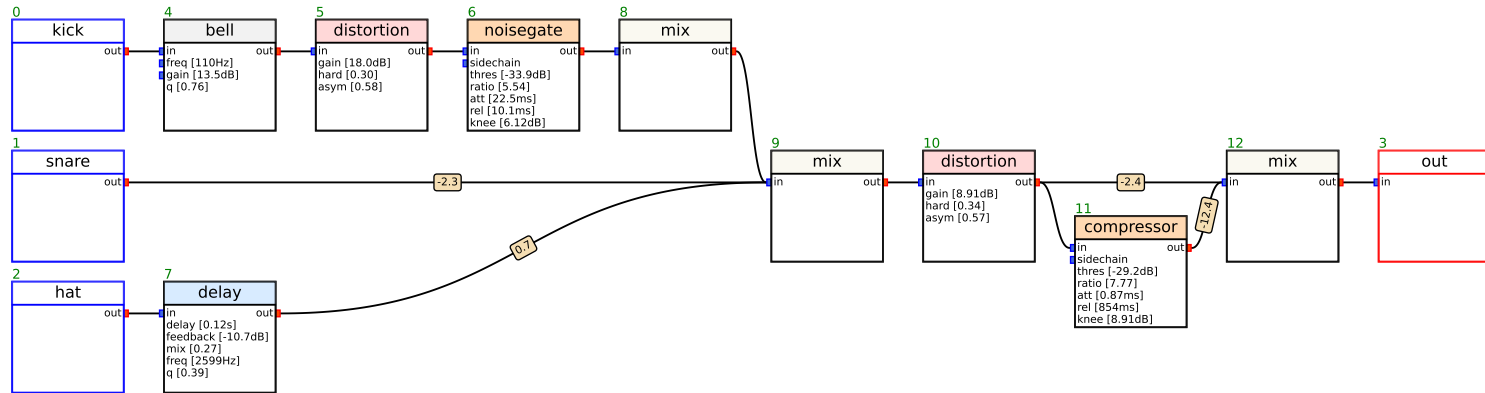 0
kick
out
4
bell
in out
freq [110Hz]
gain [13.5dB]
q [0.76]
5
distortion
in out
gain [18.0dB]
hard [0.30]
asym [0.58]
6
noisegate
in out
sidechain
thres [-33.9dB]
ratio [5.54]
att [22.5ms]
rel [10.1ms]
knee [6.12dB]
8
mix
in out
1
snare
out
-2.3
9
mix
in out
10
distortion
in out
gain [8.91dB]
hard [0.34]
asym [0.57]
-2.4
11
compressor
in out
sidechain
thres [-29.2dB]
ratio [7.77]
att [0.87ms]
rel [854ms]
knee [8.91dB]
-12.4
12
mix
in out
3
out
in
2
hat
out
7
delay
in out
delay [0.12s]
feedback [-10.7dB]
mix [0.27]
freq [2599Hz]
q [0.39]
0.7